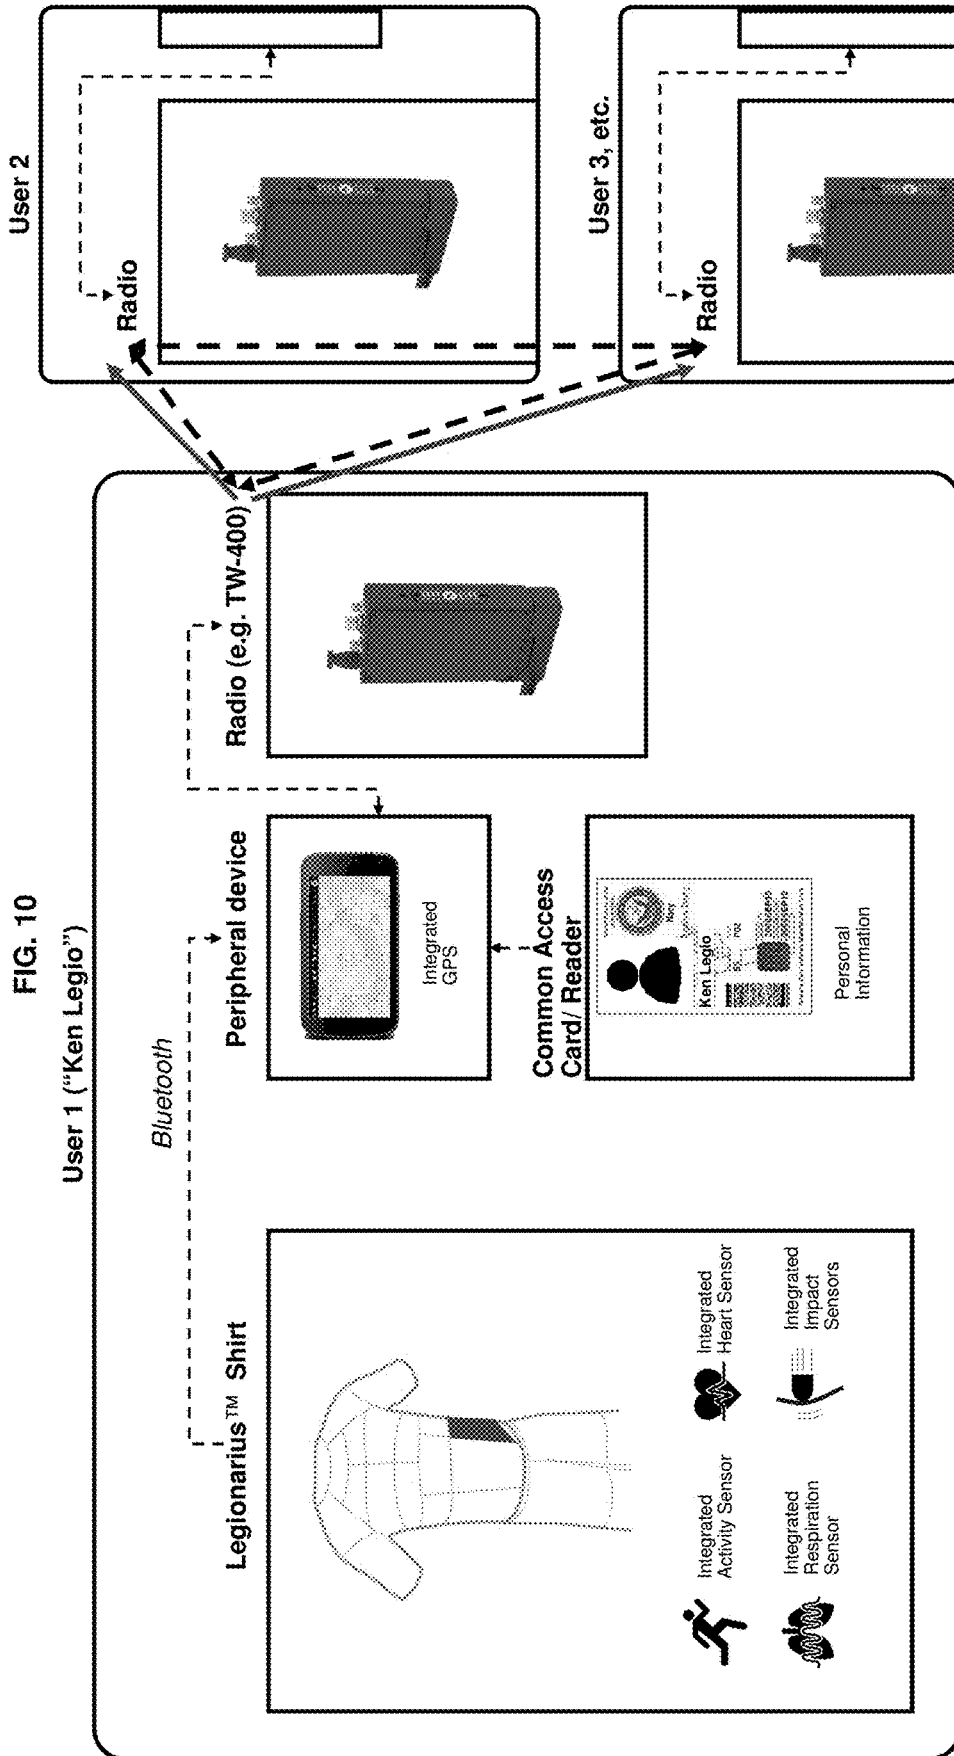 FIG. 10
User 1 (“Ken Legio”)
Bluetooth
Legionarius™ Shirt
Integrated
Activity Sensor
Integrated
Heart Sensor
Integrated
Respiration
Sensor
Integrated
Impact
Sensors
Peripheral device
Integrated
GPS
Common Access
Card/ Reader
Ken Legio
Navy
Personal
Information
Radio (e.g. TW-400)
User 2
Radio
User 3, etc.
Radio